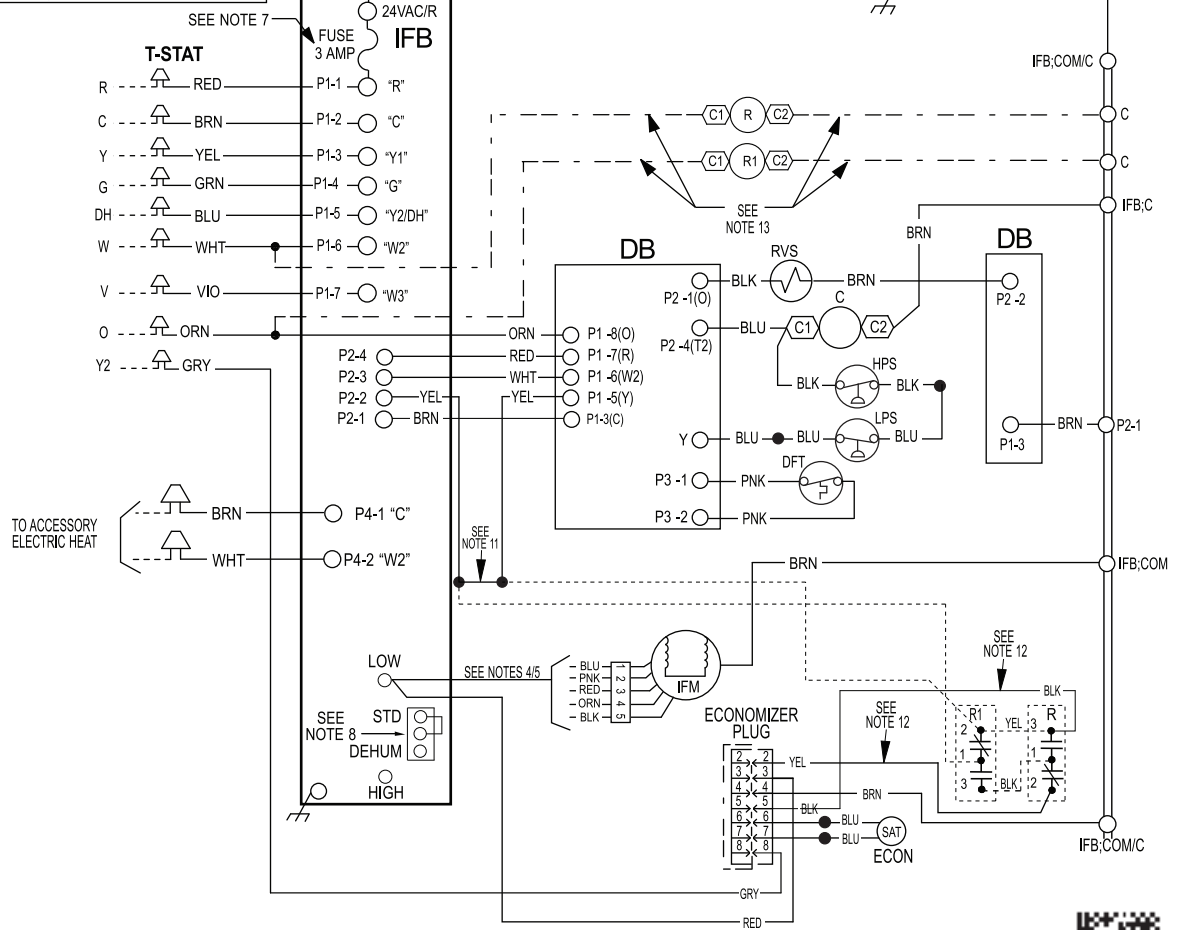 24VAC/R
SEE NOTE 7
FUSE
3 AMP
IFB
T-STAT
IFB;COM/C
R RED P1-1 "R"
C BRN P1-2 "C"
C1 R C2 C
Y YEL P1-3 "Y1"
C1 R1 C2 C
G GRN P1-4 "G"
DH BLU P1-5 "Y2/DH"
SEE
NOTE 13
IFB;C
W WHT P1-6 "W2"
BRN
DB
RVS
DB
V VIO P1-7 "W3"
P2 -1(O) BLK BRN P2 -2
C
O ORN ORN P1 -8(O)
P2 -4(T2) BLU C1 C2
Y2 GRY
P2-4 RED P1 -7(R)
P2-3 WHT P1 -6(W2)
P2-2 YEL YEL P1 -5(Y)
P2-1 BRN P1-3(C)
HPS
BLK BLK
LPS
Y BLU BLU BLU
P1-3 BRN P2-1
DFT
P3 -1 PNK
P3 -2 PNK
TO ACCESSORY
ELECTRIC HEAT
BRN P4-1 "C"
WHT P4-2 "W2"
SEE
NOTE 11
BRN IFB;COM
LOW
SEE NOTES 4/5
BLU 1
PNK 2
RED 3
ORN 4
BLK 5
IFM
SEE
NOTE 12
BLK
SEE
NOTE 8
STD
DEHUM
HIGH
ECONOMIZER
PLUG
SEE
NOTE 12
R1 R
2 YEL 3
1 1
3 BLK 2
2 2 YEL
3 3
4 4 BRN
5 5 BLK
6 6 BLU
7 7 BLU
8 8
SAT
ECON
IFB;COM/C
GRY
RED